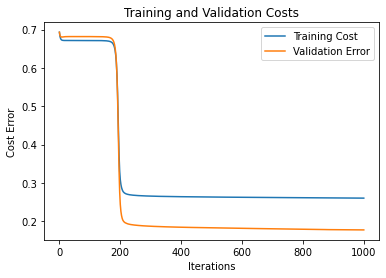 Training and Validation Costs
Training Cost
Validation Error
Cost Error
0.7
0.6
0.5
0.4
0.3
0.2
0 200 400 600 800 1000
Iterations